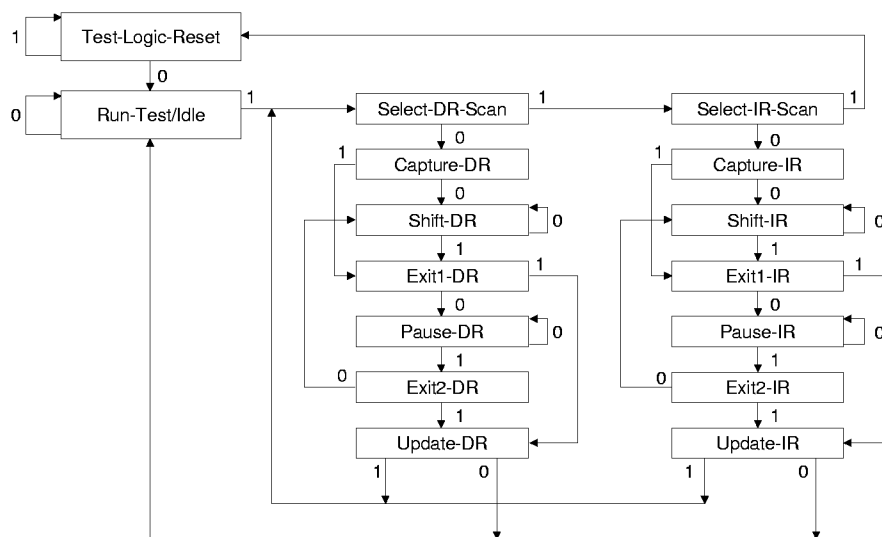 1
Test-Logic-Reset
0
0
Run-Test/Idle
1
Select-DR-Scan
1
Select-IR-Scan
1
0
0
1
Capture-DR
1
Capture-IR
0
0
Shift-DR
0
Shift-IR
0
1
1
Exit1-DR
1
Exit1-IR
1
0
0
Pause-DR
0
Pause-IR
0
1
1
0
Exit2-DR
0
Exit2-IR
1
1
Update-DR
Update-IR
1
0
1
0